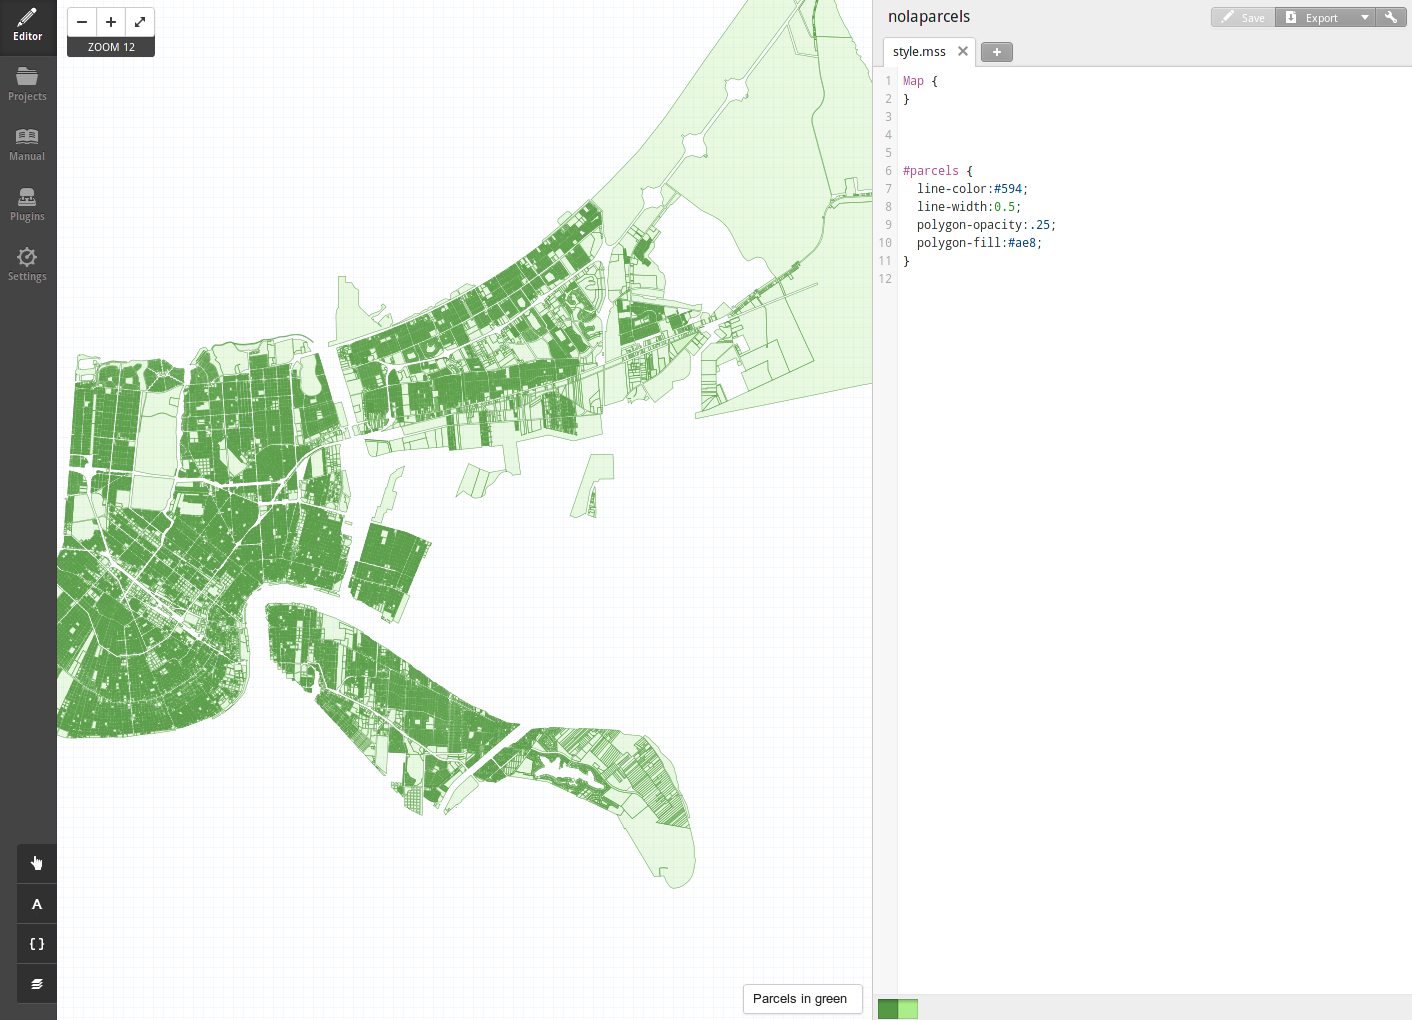 Editor
Projects
Manual
Plugins
Settings
A
{ }
− +
ZOOM 12
Parcels in green
nolaparcels
Save
Export
style.mss ×
+
1 Map {
2 }
3
4
5
6 #parcels {
7 line-color:#594;
8 line-width:0.5;
9 polygon-opacity:.25;
10 polygon-fill:#ae8;
11 }
12